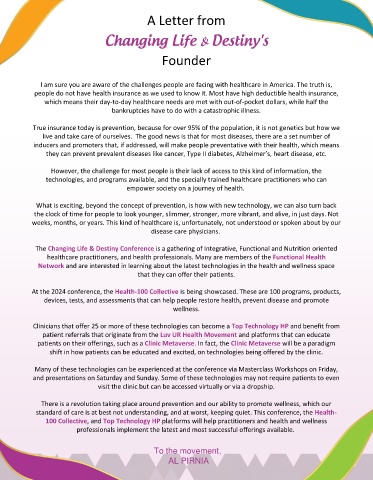 A Letter from
Changing Life & Destiny's
Founder
I am sure you are aware of the challenges people are facing with healthcare in America. The truth is,
people do not have health insurance as we used to know it. Most have high deductible health insurance,
which means their day-to-day healthcare needs are met with out-of-pocket dollars, while half the
bankruptcies have to do with a catastrophic illness.
True insurance today is prevention, because for over 95% of the population, it is not genetics but how we
live and take care of ourselves. The good news is that for most diseases, there are a set number of
inducers and promoters that, if addressed, will make people preventative with their health, which means
they can prevent prevalent diseases like cancer, Type II diabetes, Alzheimer's, heart disease, etc.
However, the challenge for most people is their lack of access to this kind of information, the
technologies, and programs available, and the specially trained healthcare practitioners who can
empower society on a journey of health.
What is exciting, beyond the concept of prevention, is how with new technology, we can also turn back
the clock of time for people to look younger, slimmer, stronger, more vibrant, and alive, in just days. Not
weeks, months, or years. This kind of healthcare is, unfortunately, not understood or spoken about by our
disease care physicians.
The Changing Life & Destiny Conference is a gathering of Integrative, Functional and Nutrition oriented
healthcare practitioners, and health professionals. Many are members of the Functional Health
Network and are interested in learning about the latest technologies in the health and wellness space
that they can offer their patients.
At the 2024 conference, the Health-100 Collective is being showcased. These are 100 programs, products,
devices, tests, and assessments that can help people restore health, prevent disease and promote
wellness.
Clinicians that offer 25 or more of these technologies can become a Top Technology HP and benefit from
patient referrals that originate from the Luv UR Health Movement and platforms that can educate
patients on their offerings, such as a Clinic Metaverse. In fact, the Clinic Metaverse will be a paradigm
shift in how patients can be educated and excited, on technologies being offered by the clinic.
Many of these technologies can be experienced at the conference via Masterclass Workshops on Friday,
and presentations on Saturday and Sunday. Some of these technologies may not require patients to even
visit the clinic but can be accessed virtually or via a dropship.
There is a revolution taking place around prevention and our ability to promote wellness, which our
standard of care is at best not understanding, and at worst, keeping quiet. This conference, the Health-
100 Collective, and Top Technology HP platforms will help practitioners and health and wellness
professionals implement the latest and most successful offerings available.
To the movement,
AL PIRNIA